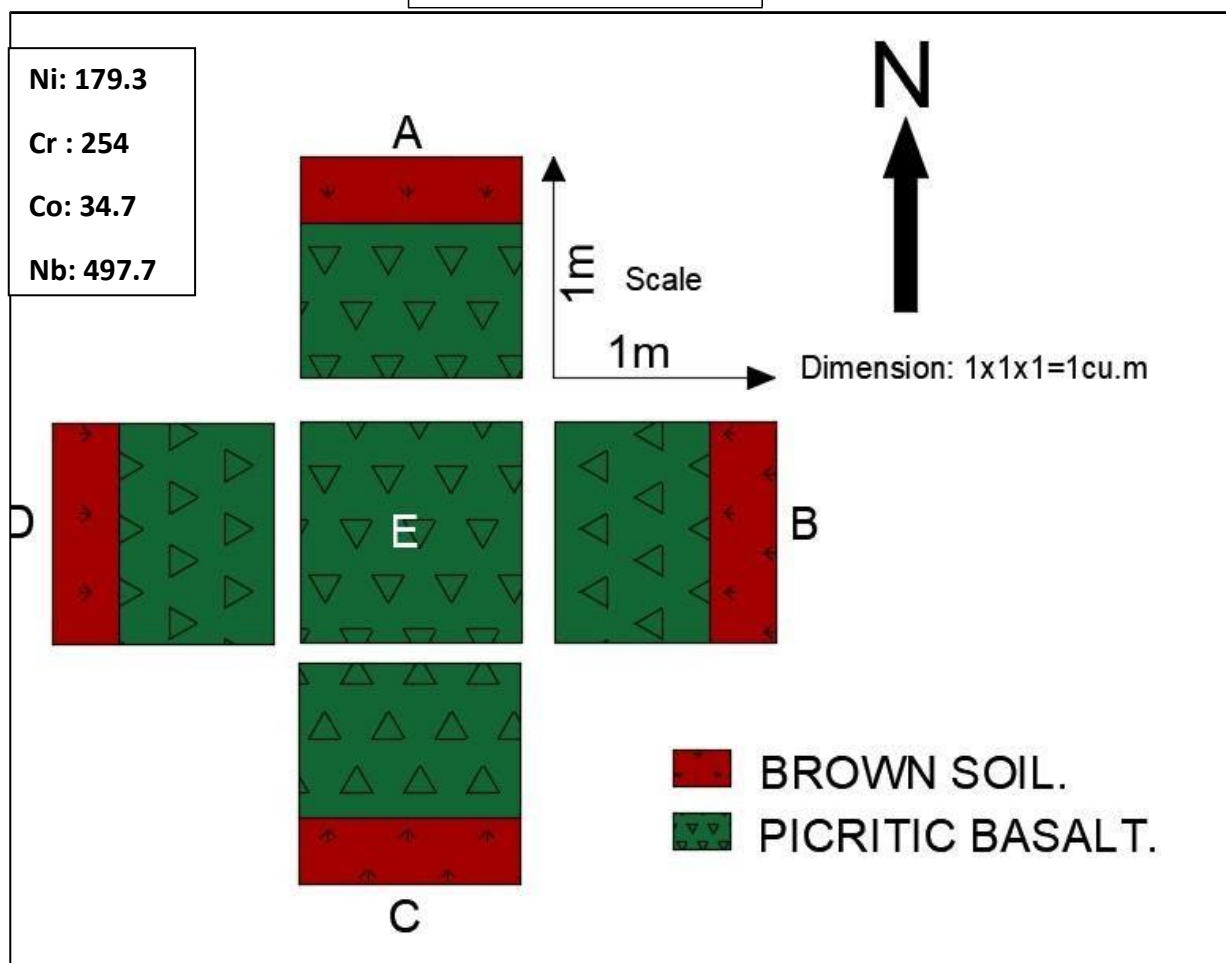 Ni: 179.3
Cr : 254
Co: 34.7
Nb: 497.7
N
A
1m
Scale
1m
Dimension: 1x1x1=1cu.m
D
E
B
BROWN SOIL.
PICRITIC BASALT.
C